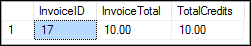 InvoiceID InvoiceTotal TotalCredits
1 17 10.00 10.00